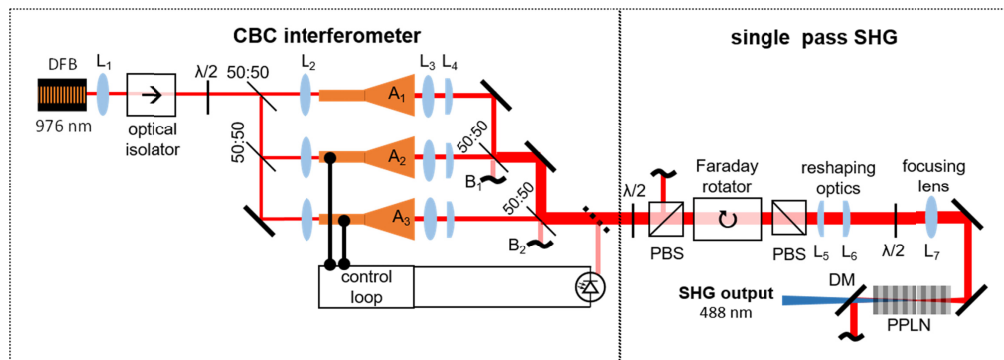 CBC interferometer
single pass SHG
DFB
L1
λ/2
50:50
L2
L3
L4
A1
976 nm
optical
isolator
50:50
A2
50:50
B1
A3
50:50
B2
control
loop
λ/2
Faraday
rotator
reshaping
optics
focusing
lens
PBS
PBS
L5
L6
λ/2
L7
DM
SHG output
488 nm
PPLN